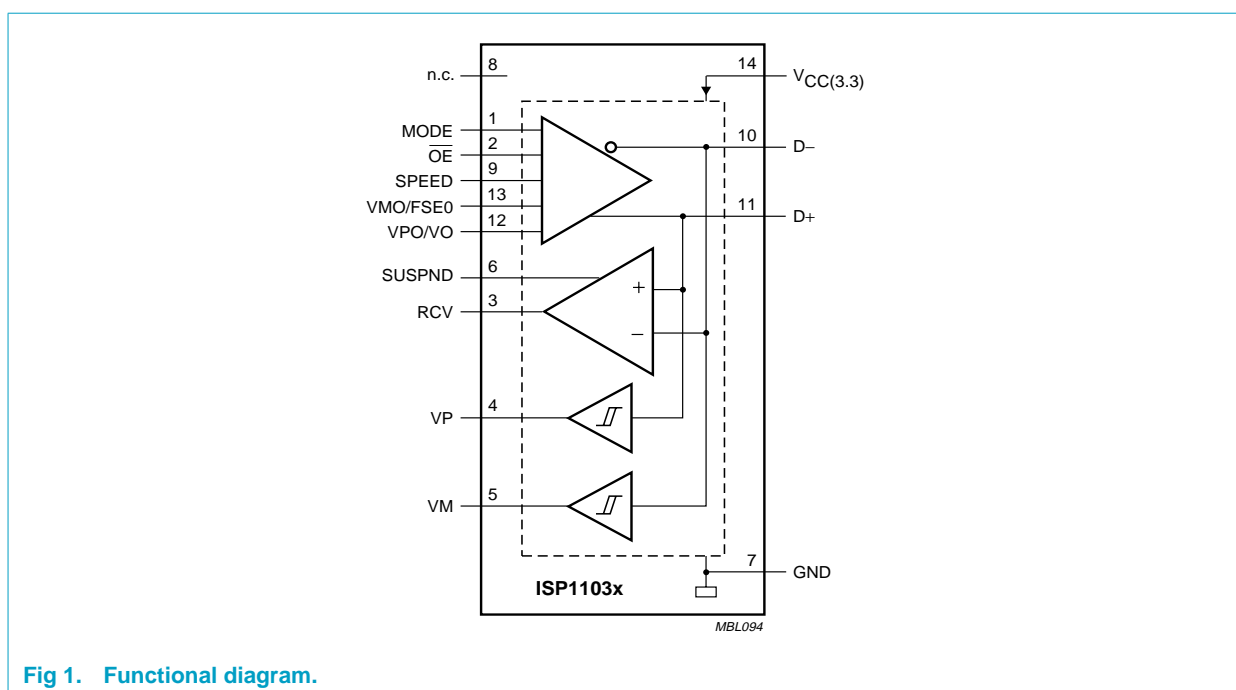 8
n.c.
14
VCC(3.3)
1
MODE
2
OE
9
SPEED
13
VMO/FSE0
12
VPO/VO
10
D−
11
D+
6
SUSPND
3
RCV
+
−
4
VP
5
VM
7
GND
ISP1103x
MBL094
Fig 1. Functional diagram.